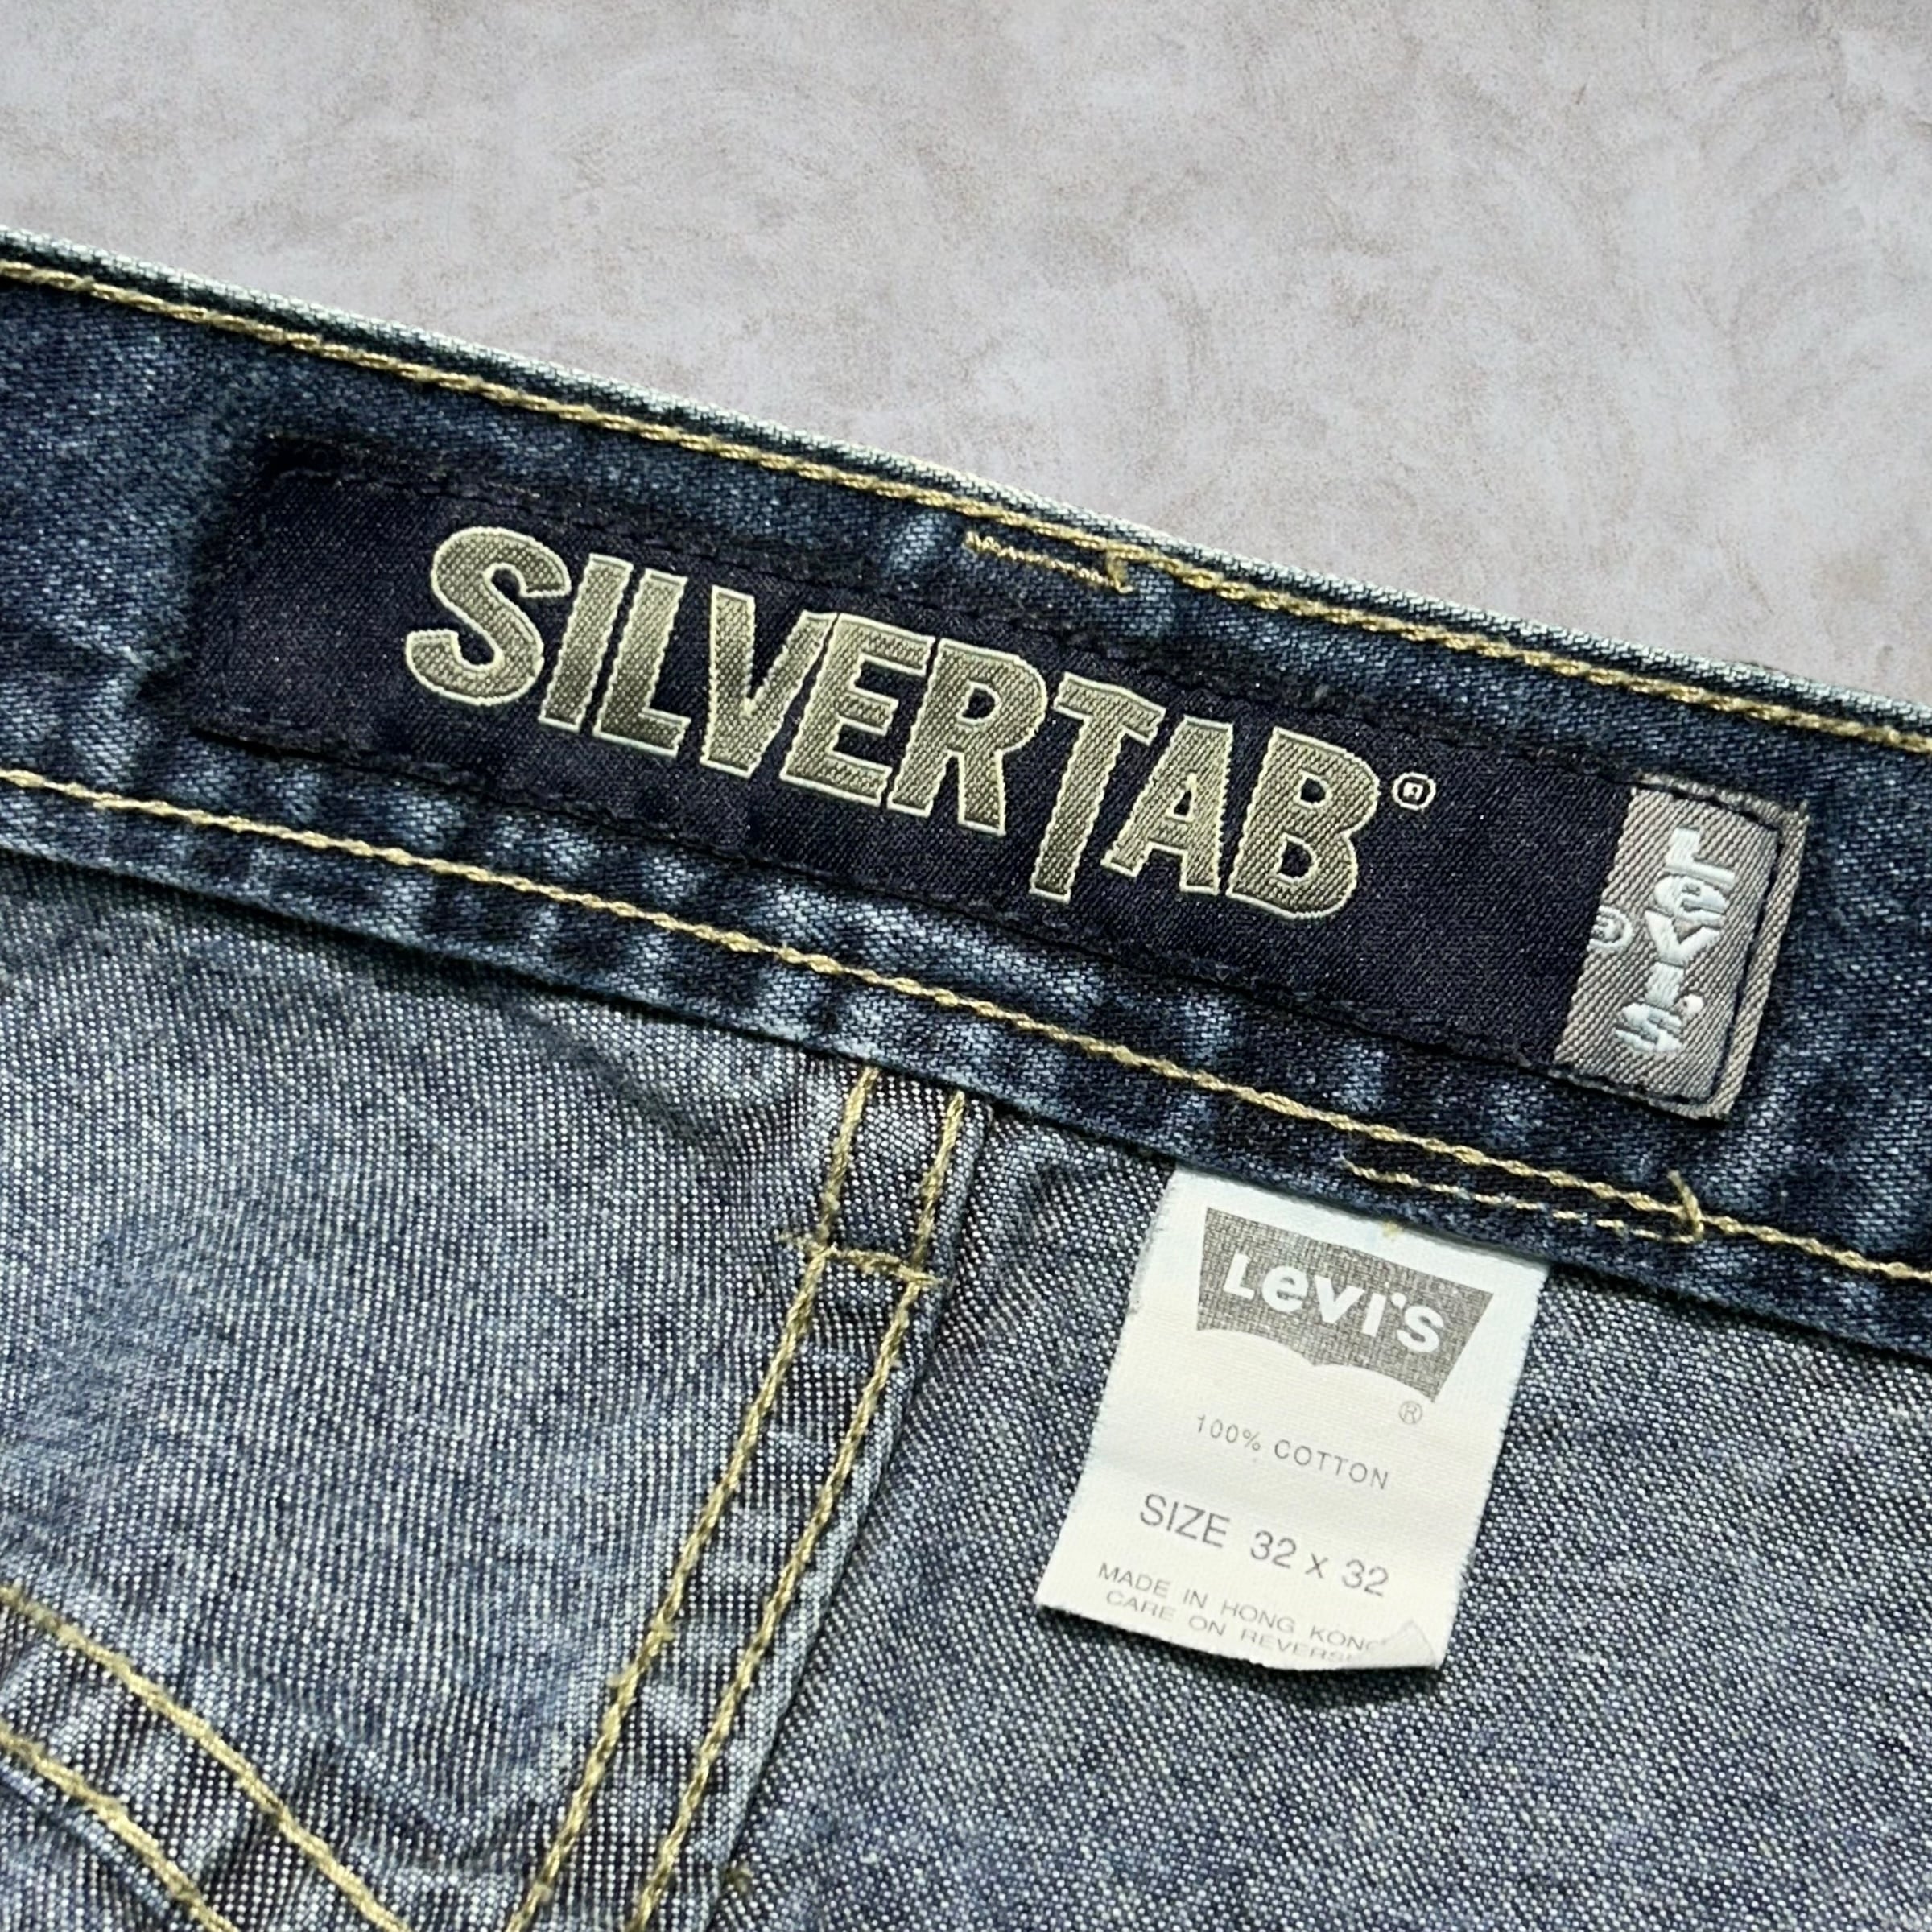 SILVERTAB®
Levi's®
Levi's
®
100% COTTON
SIZE 32 x 32
MADE IN HONG KONG
CARE ON REVERSE